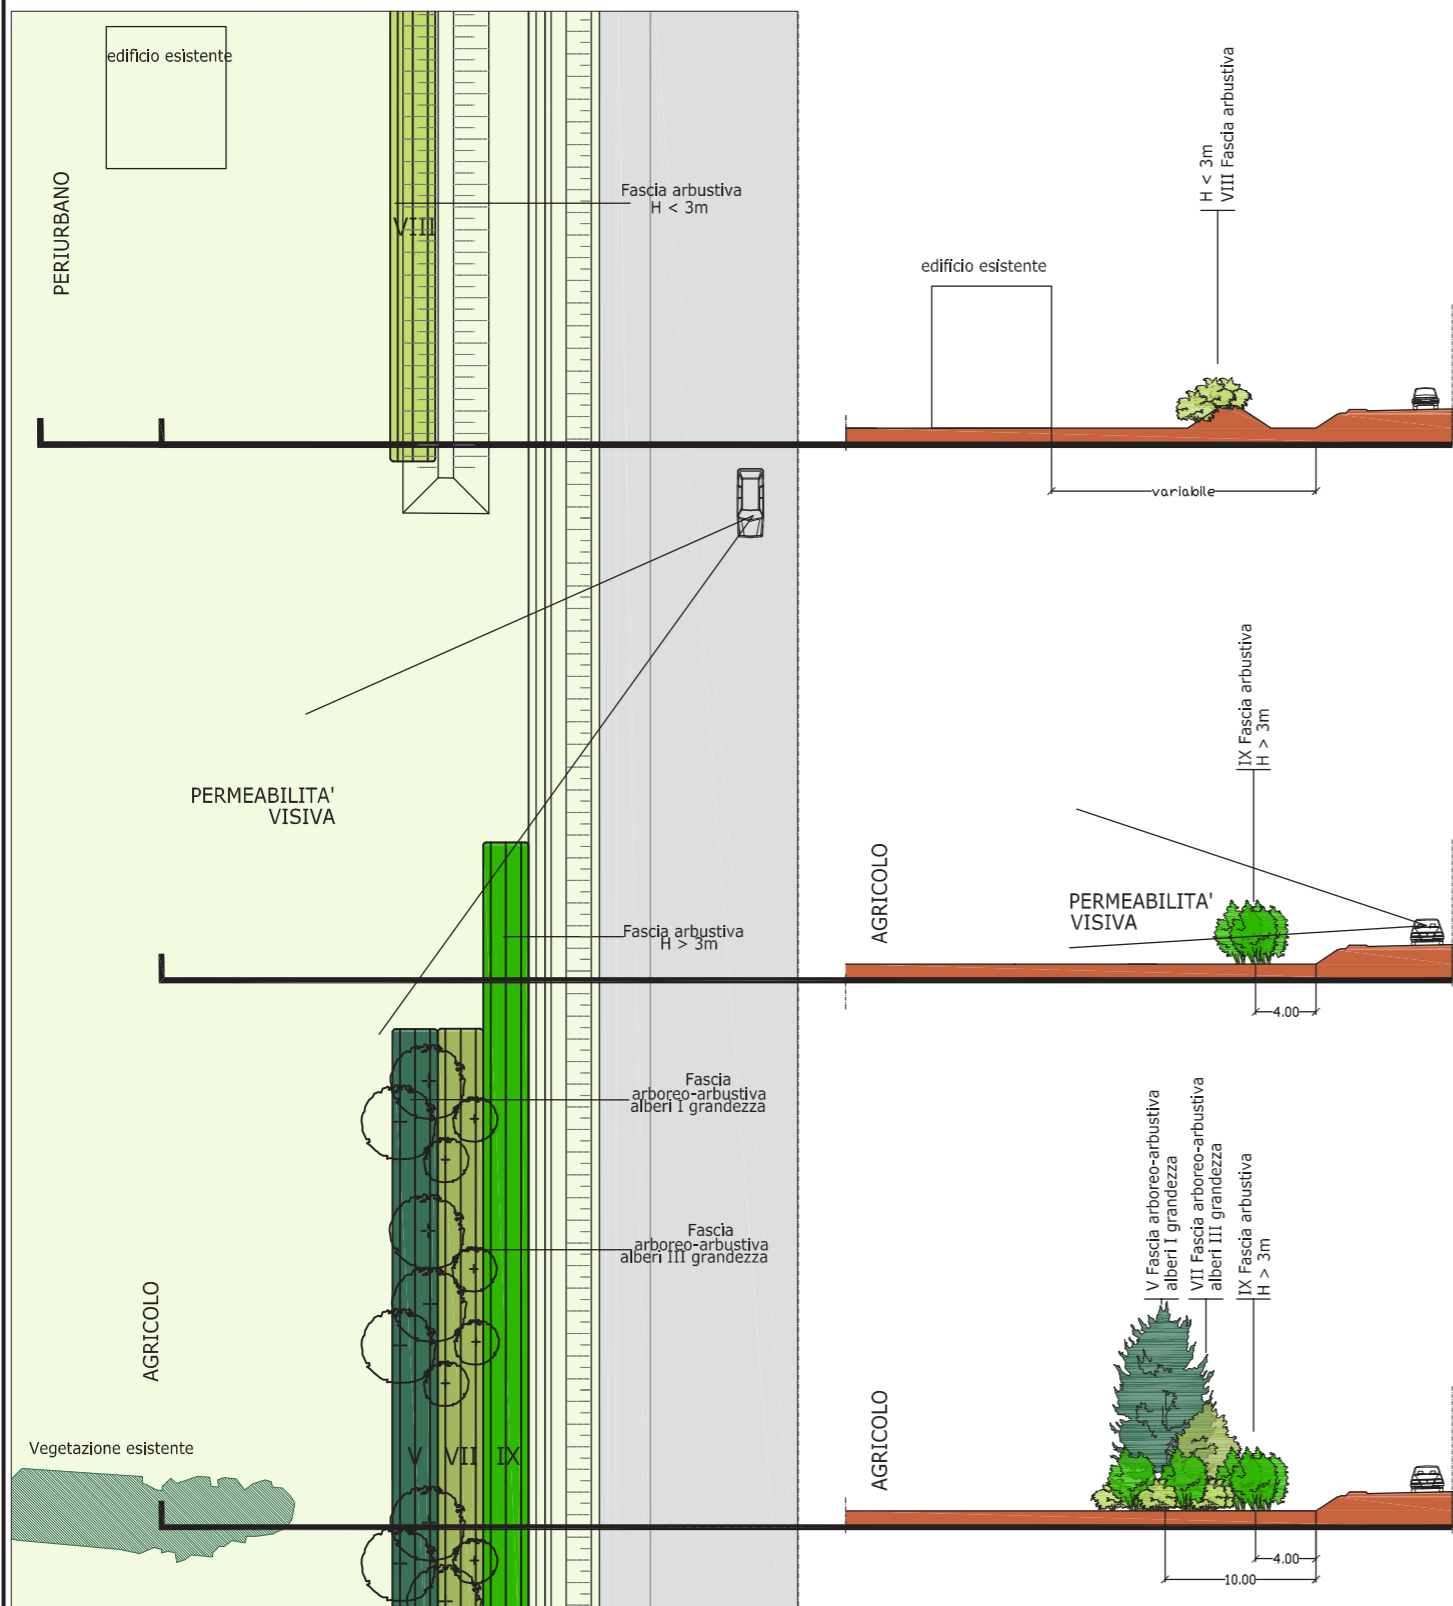 edificio esistente
PERIURBANO
VIII
Fascia arbustiva
H < 3m
PERMEABILITA'
VISIVA
Fascia arbustiva
H > 3m
Fascia
arboreo-arbustiva
alberi I grandezza
Fascia
arboreo-arbustiva
alberi III grandezza
AGRICOLO
Vegetazione esistente
V
VII
IX
H < 3m
VIII Fascia arbustiva
edificio esistente
variabile
IX Fascia arbustiva
H > 3m
AGRICOLO
PERMEABILITA'
VISIVA
4.00
V Fascia arboreo-arbustiva
alberi I grandezza
VII Fascia arboreo-arbustiva
alberi III grandezza
IX Fascia arbustiva
H > 3m
AGRICOLO
4.00
10.00